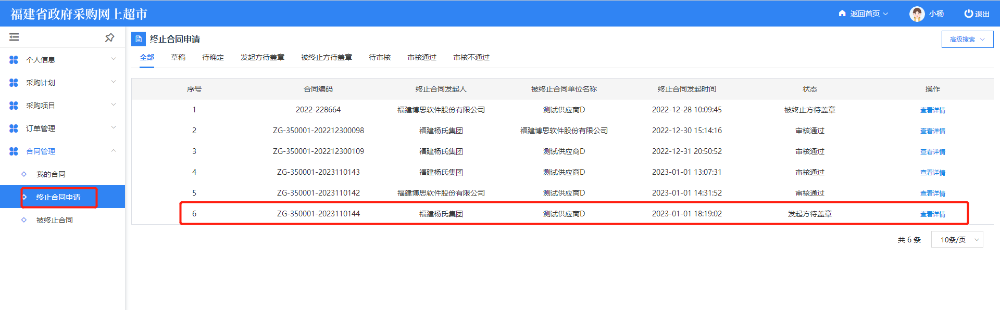 福建省政府采购网上超市
返回首页
小杨
退出
个人信息
采购计划
采购项目
订单管理
合同管理
我的合同
终止合同申请
被终止合同
终止合同申请
高级搜索
全部 草稿 待确定 发起方待盖章 被终止方待盖章 待审核 审核通过 审核不通过
序号 合同编码 终止合同发起人 被终止合同单位名称 终止合同发起时间 状态 操作
1 2022-228664 福建博思软件股份有限公司 测试供应商D 2022-12-28 10:09:45 被终止方待盖章 查看详情
2 ZG-350001-202212300098 福建杨氏集团 福建博思软件股份有限公司 2022-12-30 15:14:16 审核通过 查看详情
3 ZG-350001-202212300109 福建杨氏集团 测试供应商D 2022-12-31 20:50:52 审核通过 查看详情
4 ZG-350001-2023110143 福建杨氏集团 测试供应商D 2023-01-01 13:07:31 审核通过 查看详情
5 ZG-350001-2023110142 福建博思软件股份有限公司 测试供应商D 2023-01-01 14:31:52 审核通过 查看详情
6 ZG-350001-2023110144 福建杨氏集团 测试供应商D 2023-01-01 18:19:02 发起方待盖章 查看详情
共 6 条 10条/页